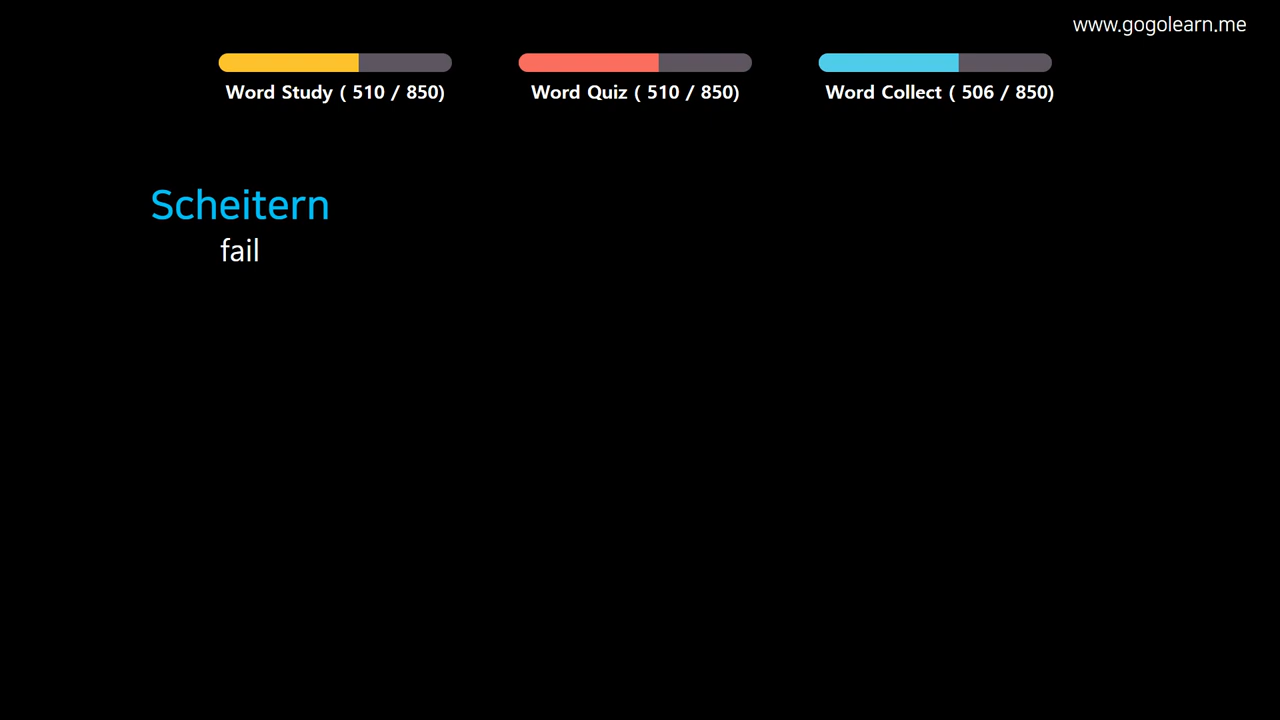 www.gogolearn.me
Word Study ( 510 / 850)
Word Quiz ( 510 / 850)
Word Collect ( 506 / 850)
Scheitern
fail